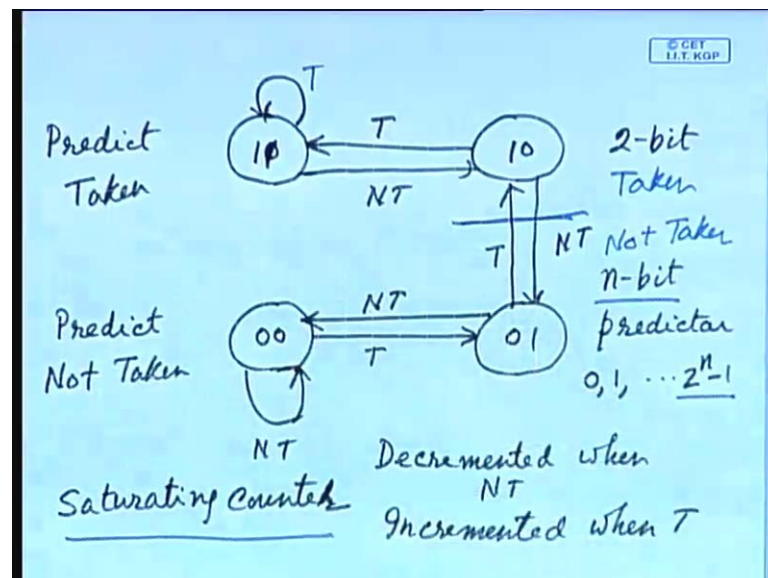 © CET
I.I.T. KGP
T
Predict
Taken
11
T
10
2-bit
Taken
NT
T
NT
Not Taken
n-bit
predictor
0, 1, ... 2ⁿ-1
Predict
Not Taken
00
NT
T
01
NT
Decremented when
NT
Saturating Counter
Incremented when T